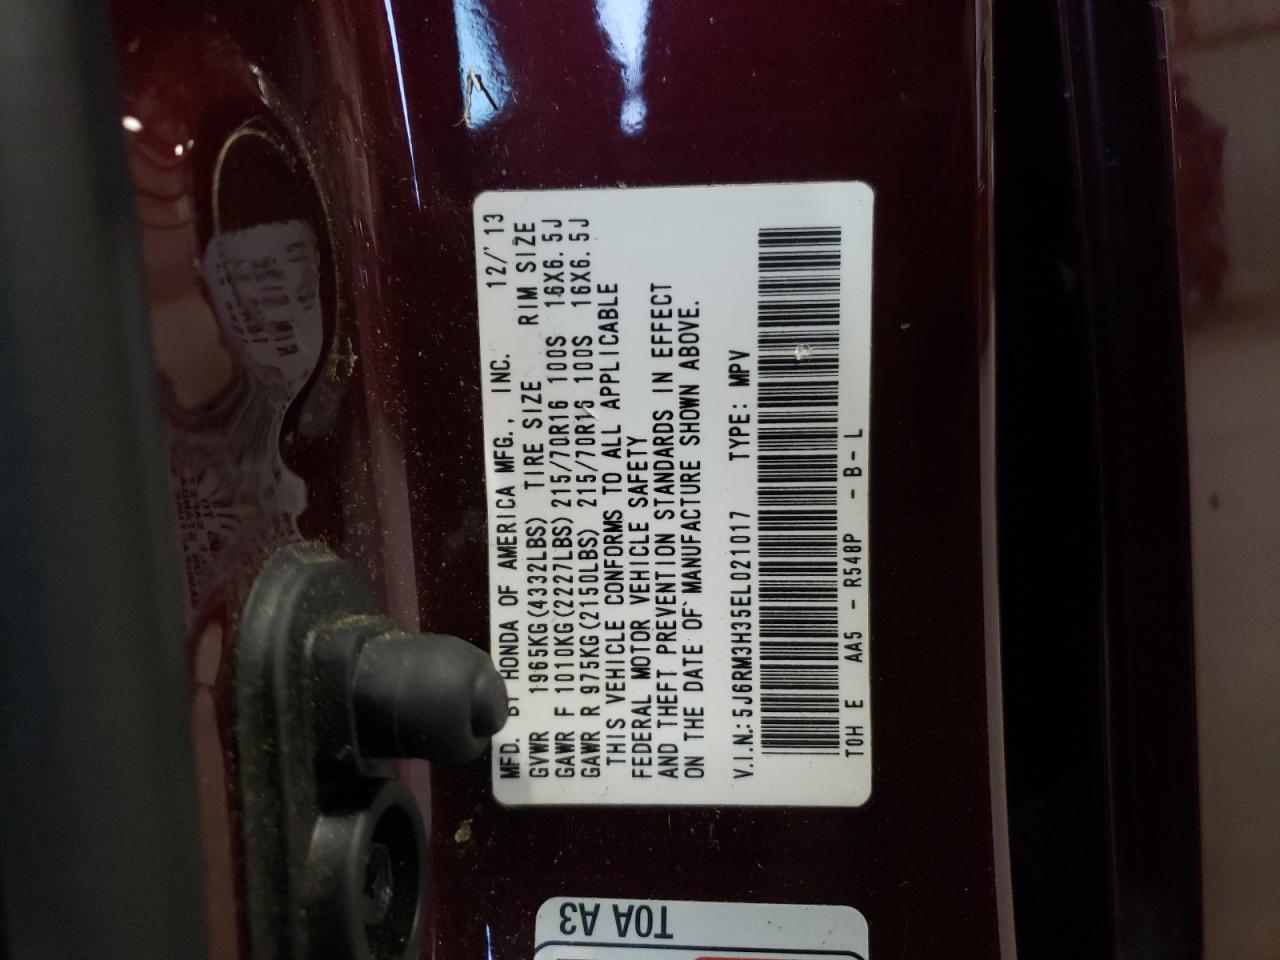 MFD. BY HONDA OF AMERICA MFG., INC. 12/'13
GVWR 1965KG(4332LBS) TIRE SIZE RIM SIZE
GAWR F 1010KG(2227LBS) 215/70R16 100S 16X6.5J
GAWR R 975KG(2150LBS) 215/70R16 100S 16X6.5J
THIS VEHICLE CONFORMS TO ALL APPLICABLE
FEDERAL MOTOR VEHICLE SAFETY
AND THEFT PREVENTION STANDARDS IN EFFECT
ON THE DATE OF MANUFACTURE SHOWN ABOVE.
V.I.N.: 5J6RM3H35EL021017 TYPE: MPV
T0H E AA5 - R548P - B - L
T0A A3